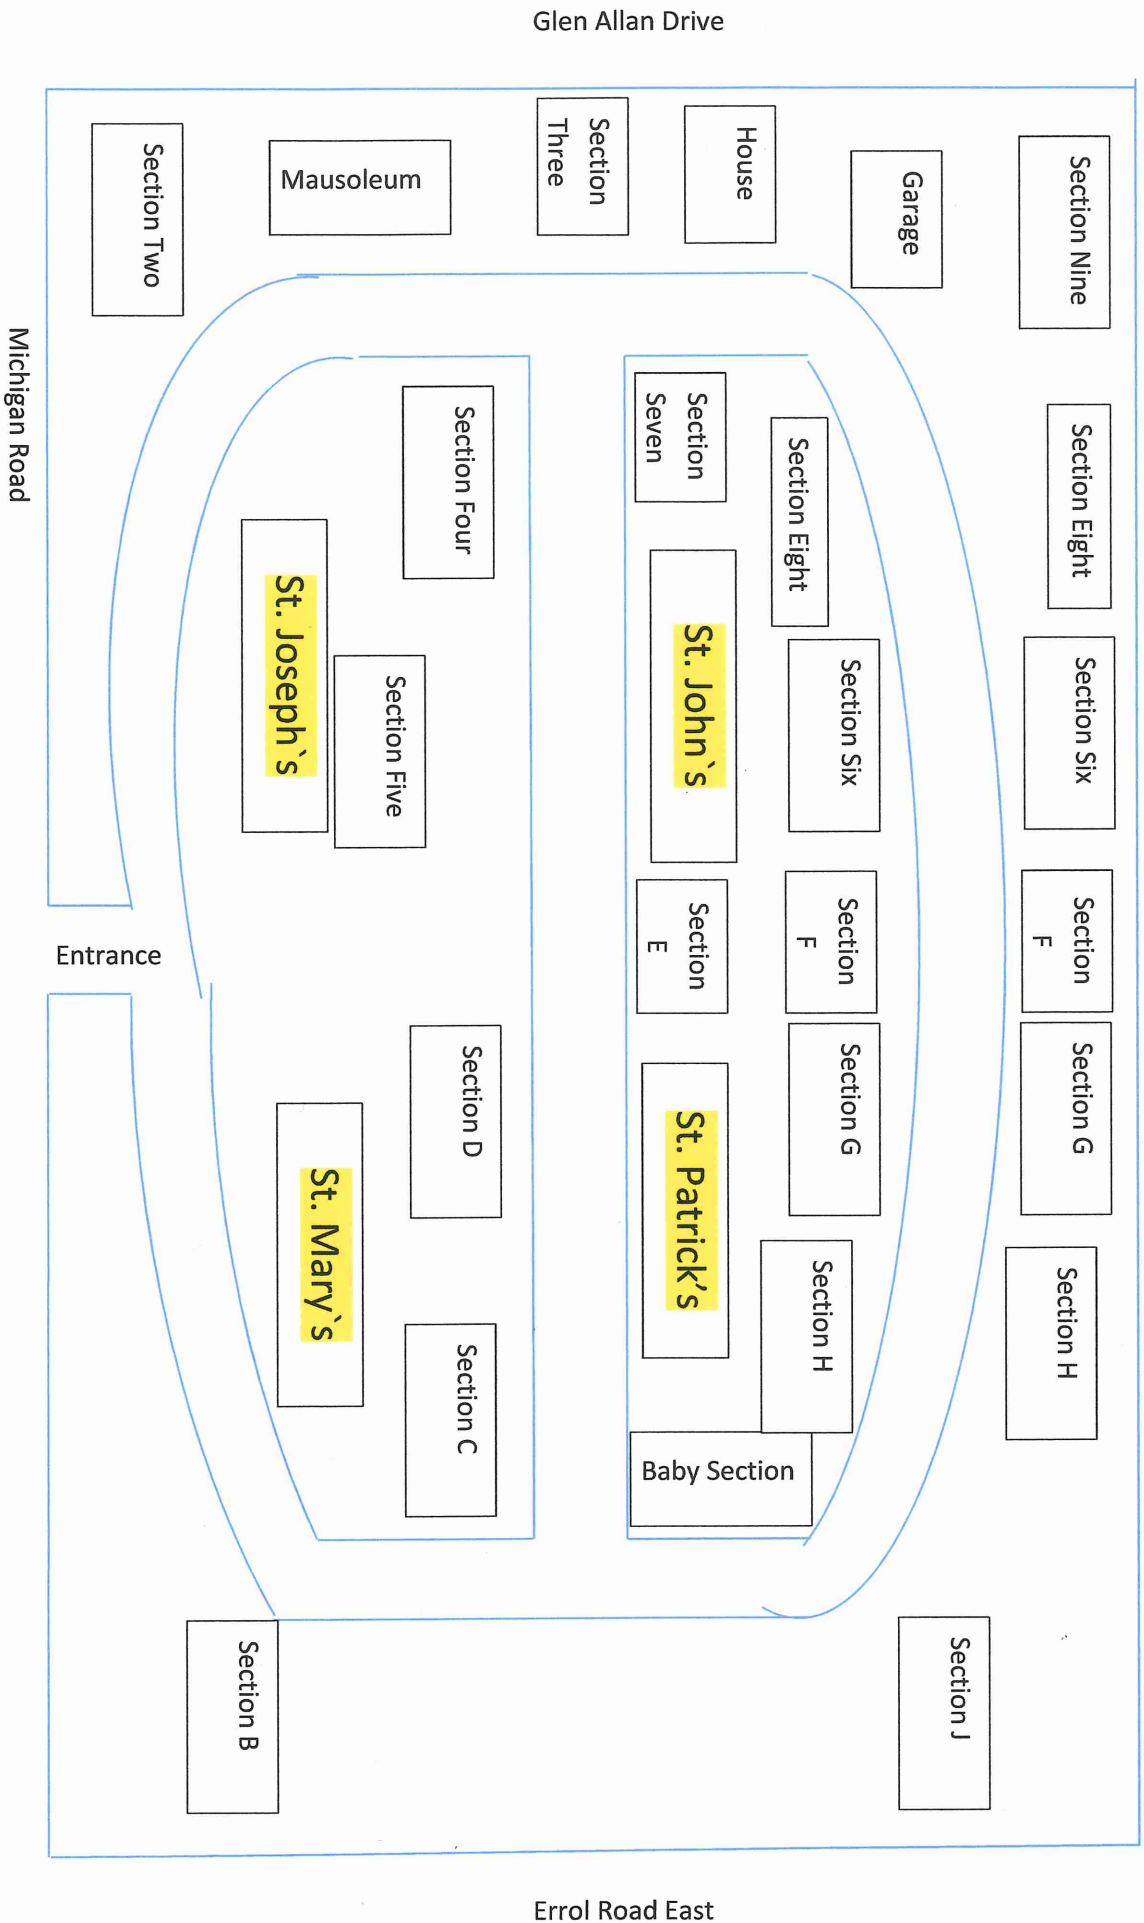 Glen Allan Drive
Section Two
Mausoleum
Section
Three
House
Garage
Section Nine
Michigan Road
Section Four
Section
Seven
Section Eight
Section Eight
St. Joseph`s
Section Five
St. John`s
Section Six
Section Six
Entrance
Section
E
Section
F
Section
F
Section D
Section G
Section G
St. Mary`s
St. Patrick’s
Section H
Section H
Section C
Baby Section
Section B
Section J
Errol Road East